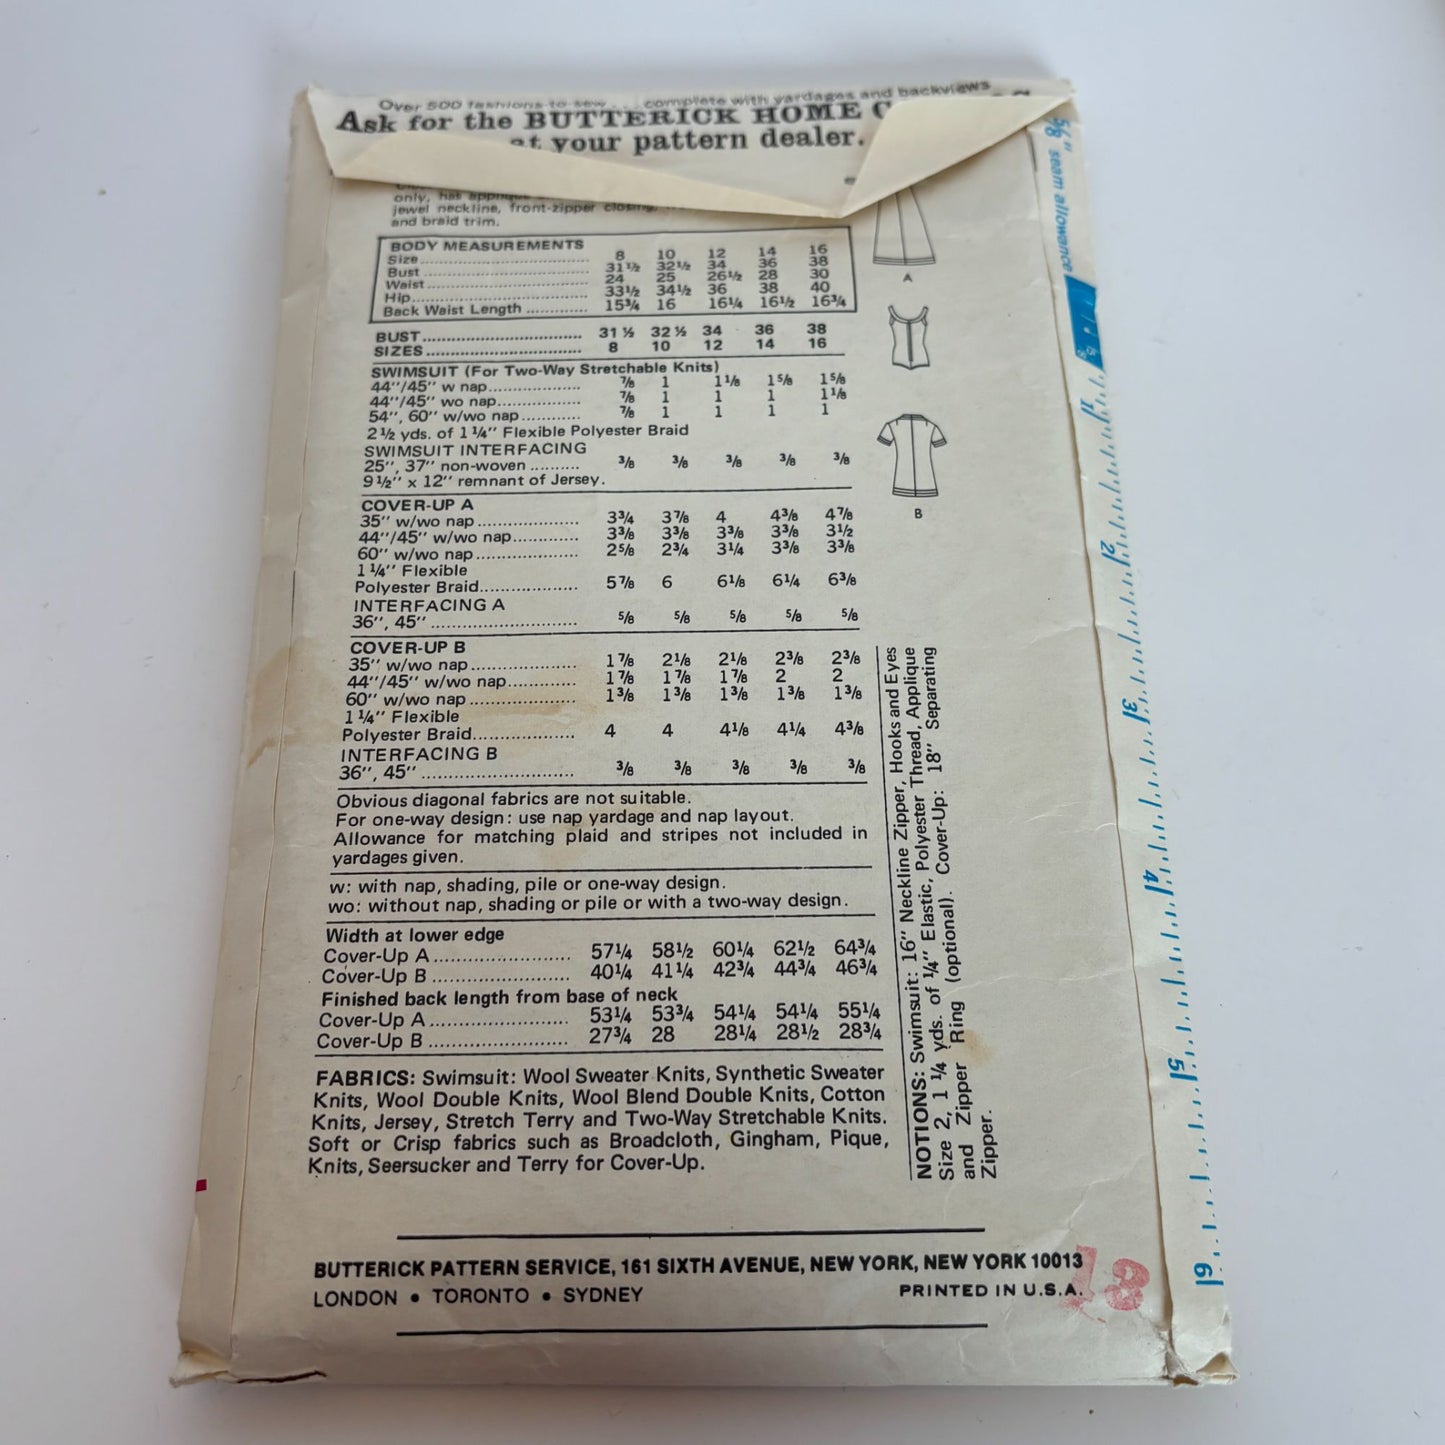 Over 500 fashions-to-sew . . . complete with yardages and backviews
Ask for the BUTTERICK HOME
at your pattern dealer.
only, has
jewel neckline, front-zipper closing,
and braid trim.
BODY MEASUREMENTS
Size 8 10 12 14 16
Bust 31½ 32½ 34 36 38
Waist 24 25 26½ 28 30
Hip 33½ 34½ 36 38 40
Back Waist Length 15¾ 16 16¼ 16½ 16¾
BUST 31 ½ 32 ½ 34 36 38
SIZES 8 10 12 14 16
SWIMSUIT (For Two-Way Stretchable Knits)
44"/45" w nap ⅞ 1 1⅛ 1⅝ 1⅝
44"/45" wo nap ⅞ 1 1 1 1⅛
54", 60" w/wo nap ⅞ 1 1 1 1
2½ yds. of 1¼" Flexible Polyester Braid
SWIMSUIT INTERFACING
25", 37" non-woven ⅜ ⅜ ⅜ ⅜ ⅜
9½" x 12" remnant of Jersey.
COVER-UP A
35" w/wo nap 3¾ 3⅞ 4 4⅜ 4⅞
44"/45" w/wo nap 3⅜ 3⅜ 3⅜ 3⅜ 3½
60" w/wo nap 2⅝ 2¾ 3¼ 3⅜ 3⅜
1¼" Flexible
Polyester Braid 5⅞ 6 6⅛ 6¼ 6⅜
INTERFACING A
36", 45" ⅝ ⅝ ⅝ ⅝ ⅝
COVER-UP B
35" w/wo nap 1⅞ 2⅛ 2⅛ 2⅜ 2⅜
44"/45" w/wo nap 1⅞ 1⅞ 1⅞ 2 2
60" w/wo nap 1⅜ 1⅜ 1⅜ 1⅜ 1⅜
1¼" Flexible
Polyester Braid 4 4 4⅛ 4¼ 4⅜
INTERFACING B
36", 45" ⅜ ⅜ ⅜ ⅜ ⅜
Obvious diagonal fabrics are not suitable.
For one-way design: use nap yardage and nap layout.
Allowance for matching plaid and stripes not included in
yardages given.
w: with nap, shading, pile or one-way design.
wo: without nap, shading or pile or with a two-way design.
Width at lower edge
Cover-Up A 57¼ 58½ 60¼ 62½ 64¾
Cover-Up B 40¼ 41¼ 42¾ 44¾ 46¾
Finished back length from base of neck
Cover-Up A 53¼ 53¾ 54¼ 54¼ 55¼
Cover-Up B 27¾ 28 28¼ 28½ 28¾
FABRICS: Swimsuit: Wool Sweater Knits, Synthetic Sweater
Knits, Wool Double Knits, Wool Blend Double Knits, Cotton
Knits, Jersey, Stretch Terry and Two-Way Stretchable Knits.
Soft or Crisp fabrics such as Broadcloth, Gingham, Pique,
Knits, Seersucker and Terry for Cover-Up.
A
B
NOTIONS: Swimsuit: 16" Neckline Zipper, Hooks and Eyes
Size 2, 1 ¼ yds. of ¼" Elastic, Polyester Thread, Applique
and Zipper Ring (optional). Cover-Up: 18" Separating
Zipper.
BUTTERICK PATTERN SERVICE, 161 SIXTH AVENUE, NEW YORK, NEW YORK 10013
LONDON • TORONTO • SYDNEY
PRINTED IN U.S.A.
⅝" seam allowance
⅝
1
2
3
4
5
6